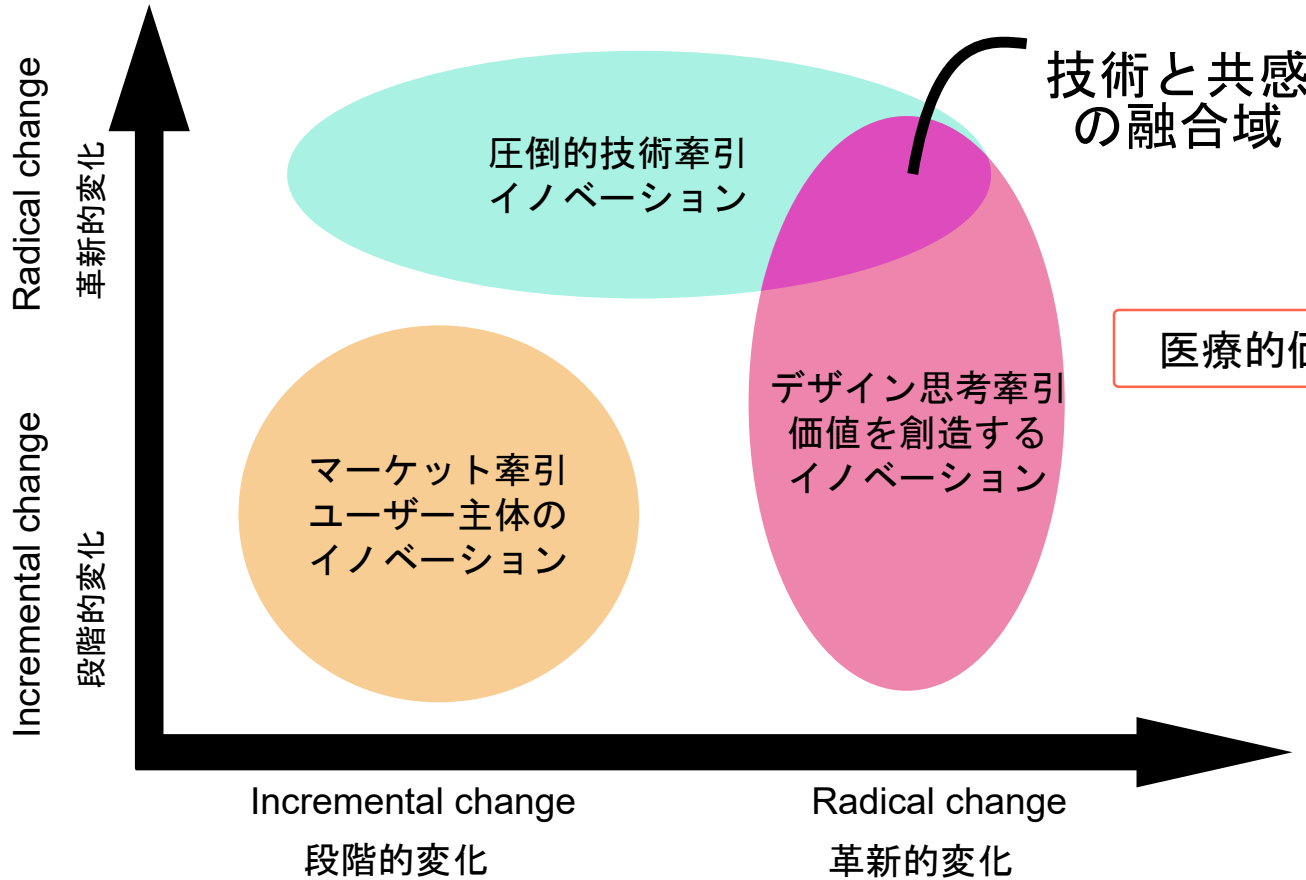 Radical change
革新的変化
Incremental change
段階的変化
圧倒的技術牽引
イノベーション
技術と共感
の融合域
医療的価
デザイン思考牽引
価値を創造する
イノベーション
マーケット牽引
ユーザー主体の
イノベーション
Incremental change
段階的変化
Radical change
革新的変化